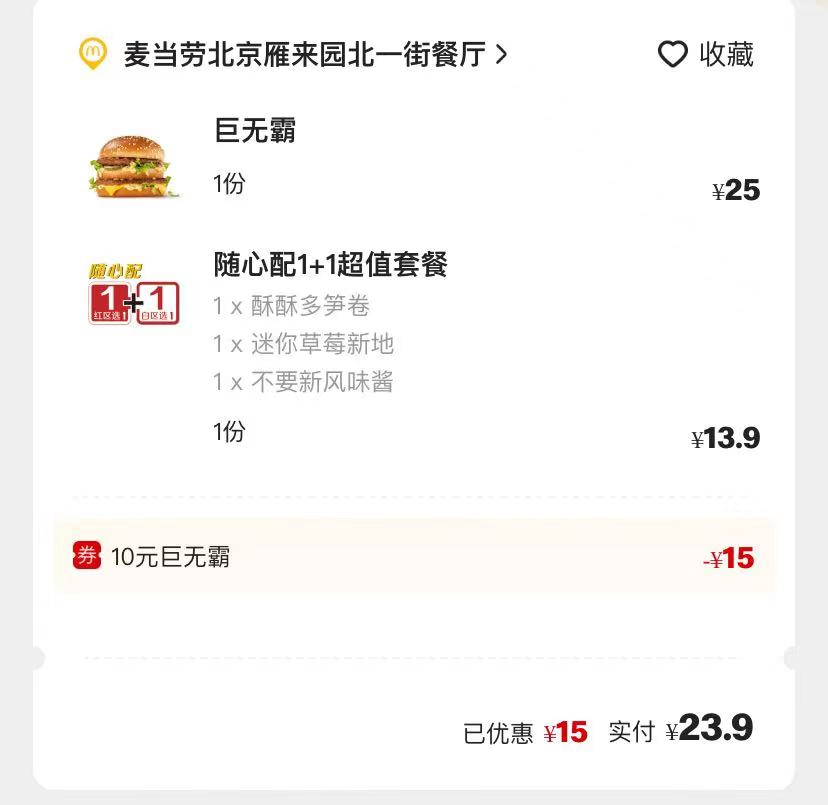 麦当劳北京雁来园北一街餐厅
收藏
巨无霸
1份
¥25
随心配
1+1
红区选1 白区选1
随心配1+1超值套餐
1 x 酥酥多笋卷
1 x 迷你草莓新地
1 x 不要新风味酱
1份
¥13.9
券 10元巨无霸
-¥15
已优惠 ¥15 实付 ¥23.9